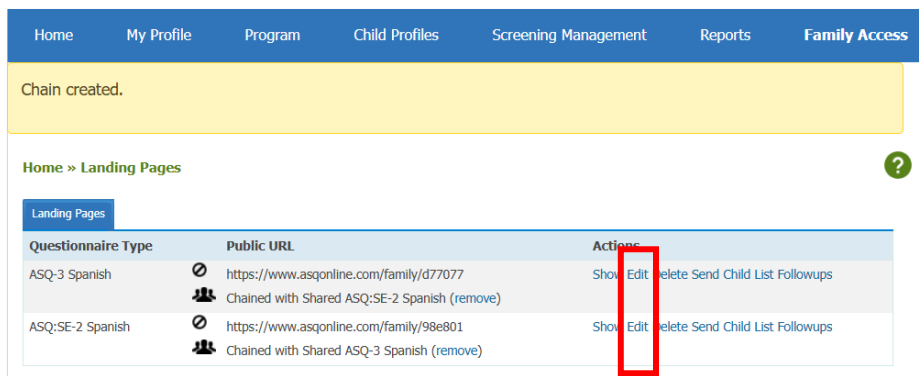 Home My Profile Program Child Profiles Screening Management Reports Family Access
Chain created.
Home » Landing Pages
?
Landing Pages
Questionnaire Type Public URL Actions
ASQ-3 Spanish https://www.asqonline.com/family/d77077 Show Edit Delete Send Child List Followups
Chained with Shared ASQ:SE-2 Spanish (remove)
ASQ:SE-2 Spanish https://www.asqonline.com/family/98e801 Show Edit Delete Send Child List Followups
Chained with Shared ASQ-3 Spanish (remove)